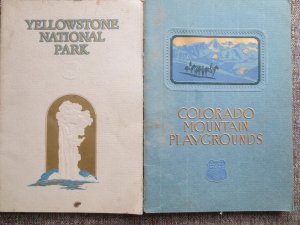 YELLOWSTONE
NATIONAL
PARK
COLORADO
MOUNTAIN
PLAYGROUNDS